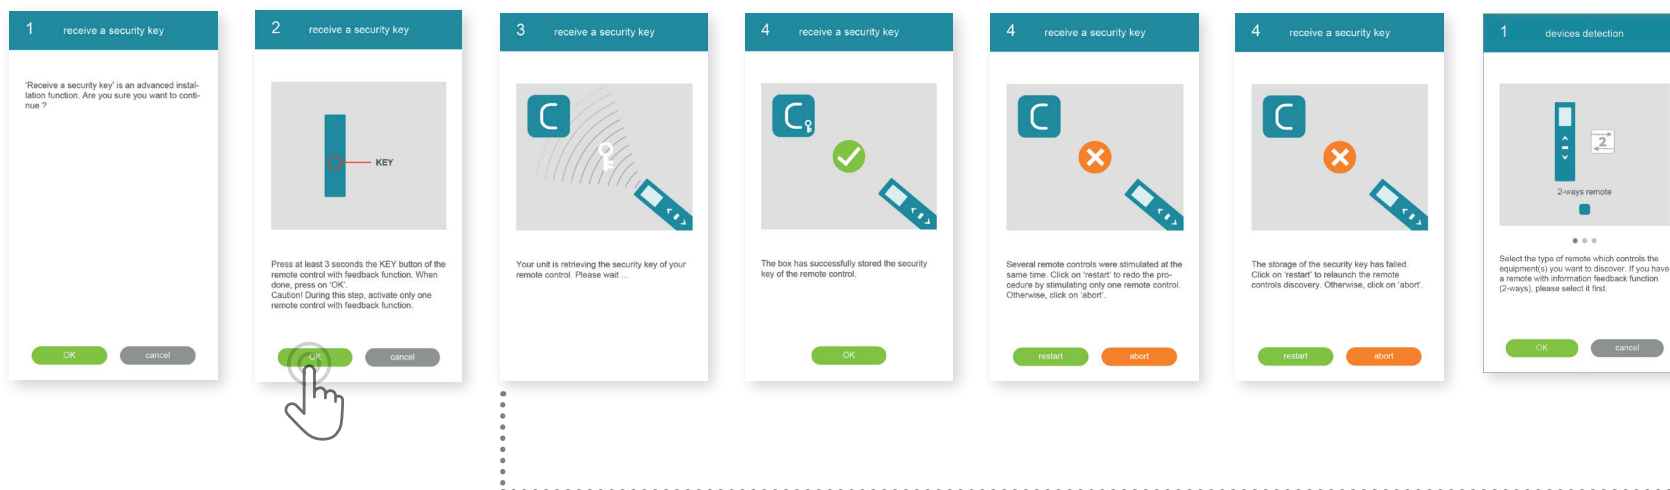 1 receive a security key
'Receive a security key' is an advanced instal-
lation function. Are you sure you want to conti-
nue ?
OK cancel
2 receive a security key
KEY
Press at least 3 seconds the KEY button of the
remote control with feedback function. When
done, press on 'OK'.
Caution! During this step, activate only one
remote control with feedback function.
OK cancel
3 receive a security key
C
Your unit is retrieving the security key of your
remote control. Please wait ...
4 receive a security key
C
The box has successfully stored the security
key of the remote control.
OK
4 receive a security key
C
Several remote controls were stimulated at the
same time. Click on 'restart' to redo the pro-
cedure by stimulating only one remote control.
Otherwise, click on 'abort'.
restart abort
4 receive a security key
C
The storage of the security key has failed.
Click on 'restart' to relaunch the remote
controls discovery. Otherwise, click on 'abort'.
restart abort
1 devices detection
2
2-ways remote
Select the type of remote which controls the
equipment(s) you want to discover. If you have
a remote with information feedback function
(2-ways), please select it first.
OK cancel